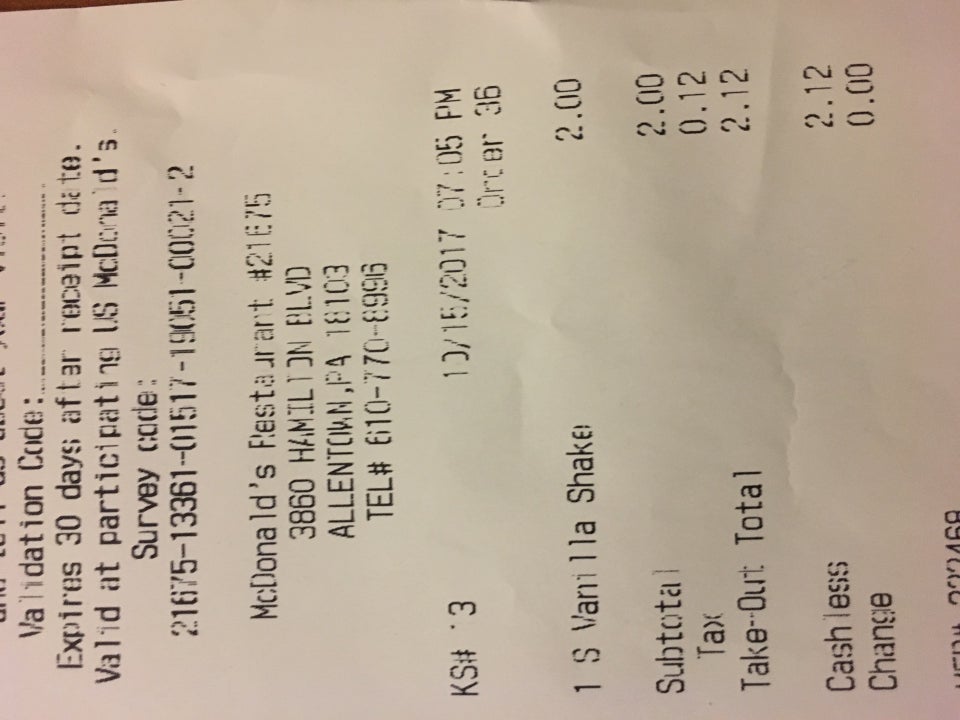 Validation Code:
Expires 30 days after receipt date.
Valid at participating US McDonald's.
Survey code:
21675-13361-01517-19051-00021-2
McDonald's Restaurant #21675
3860 HAMILTON BLVD
ALLENTOWN,PA 18103
TEL# 610-770-8996
KS# 13 10/15/2017 07:05 PM
Order 36
1 S Vanilla Shake 2.00
Subtotal 2.00
Tax 0.12
Take-Out Total 2.12
Cashless 2.12
Change 0.00